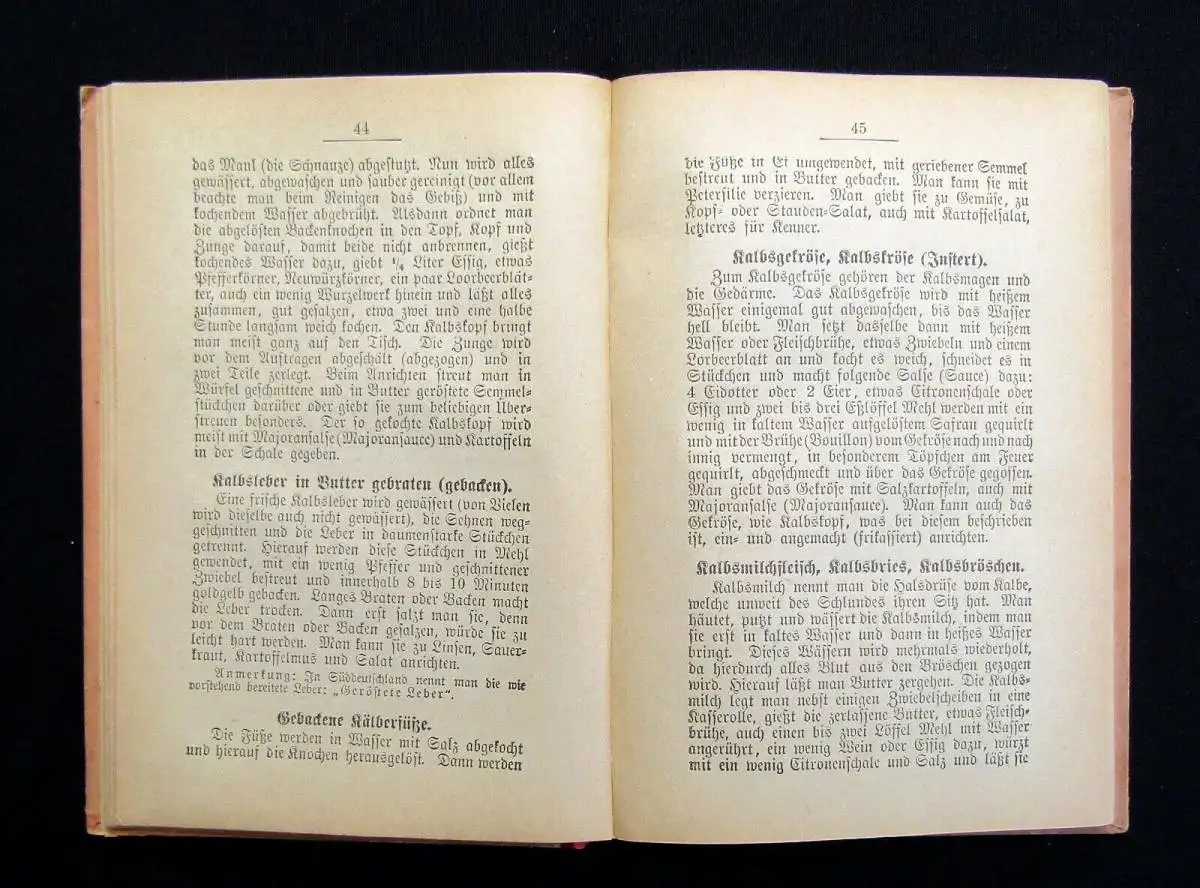 44
das Maul (die Schnauze) abgestutzt. Nun wird alles
gewässert, abgewaschen und sauber gereinigt (vor allem
beachte man beim Reinigen das Gebiß) und mit
kochendem Wasser abgebrüht. Alsdann ordnet man
die abgelösten Backenknochen in den Topf, Kopf und
Zunge darauf, damit beide nicht anbrennen, gießt
kochendes Wasser dazu, giebt 1/4 Liter Essig, etwas
Pfefferkörner, Neuwürzkörner, ein paar Loorbeerblät-
ter, auch ein wenig Wurzelwerk hinein und läßt alles
zusammen, gut gesalzen, etwa zwei und eine halbe
Stunde langsam weich kochen. Den Kalbskopf bringt
man meist ganz auf den Tisch. Die Zunge wird
vor dem Auftragen abgeschält (abgezogen) und in
zwei Teile zerlegt. Beim Anrichten streut man in
Würfel geschnittene und in Butter geröstete Semmel-
stückchen darüber oder giebt sie zum beliebigen Über-
streuen besonders. Der so gekochte Kalbskopf wird
meist mit Majoransalse (Majoransauce) und Kartoffeln
in der Schale gegeben.
Kalbsleber in Butter gebraten (gebacken).
Eine frische Kalbsleber wird gewässert (von Vielen
wird dieselbe auch nicht gewässert), die Sehnen weg-
geschnitten und die Leber in daumenstarke Stückchen
getrennt. Hierauf werden diese Stückchen in Mehl
gewendet, mit ein wenig Pfeffer und geschnittener
Zwiebel bestreut und innerhalb 8 bis 10 Minuten
goldgelb gebacken. Langes Braten oder Backen macht
die Leber trocken. Dann erst salzt man sie, denn
vor dem Braten oder Backen gesalzen, würde sie zu
leicht hart werden. Man kann sie zu Linsen, Sauer-
kraut, Kartoffelmus und Salat anrichten.
Anmerkung: In Süddeutschland nennt man die wie
vorstehend bereitete Leber: „Geröstete Leber".
Gebackene Kälberfüße.
Die Füße werden in Wasser mit Salz abgekocht
und hierauf die Knochen herausgelöst. Dann werden
45
die Füße in Ei umgewendet, mit geriebener Semmel
bestreut und in Butter gebacken. Man kann sie mit
Petersilie verzieren. Man giebt sie zu Gemüse, zu
Kopf- oder Stauden-Salat, auch mit Kartoffelsalat,
letzteres für Kenner.
Kalbsgekröse, Kalbskröse (Instert).
Zum Kalbsgekröse gehören der Kalbsmagen und
die Gedärme. Das Kalbsgekröse wird mit heißem
Wasser einigemal gut abgewaschen, bis das Wasser
hell bleibt. Man setzt dasselbe dann mit heißem
Wasser oder Fleischbrühe, etwas Zwiebeln und einem
Lorbeerblatt an und kocht es weich, schneidet es in
Stückchen und macht folgende Salse (Sauce) dazu:
4 Eidotter oder 2 Eier, etwas Citronenschale oder
Essig und zwei bis drei Eßlöffel Mehl werden mit ein
wenig in kaltem Wasser aufgelöstem Safran gequirlt
und mit der Brühe (Bouillon) vom Gekröse nach und nach
innig vermengt, in besonderem Töpfchen am Feuer
gequirlt, abgeschmeckt und über das Gekröse gegossen.
Man giebt das Gekröse mit Salzkartoffeln, auch mit
Majoransalse (Majoransauce). Man kann auch das
Gekröse, wie Kalbskopf, was bei diesem beschrieben
ist, ein- und angemacht (frikassiert) anrichten.
Kalbsmilchfleisch, Kalbsbries, Kalbsbröschen.
Kalbsmilch nennt man die Halsdrüse vom Kalbe,
welche unweit des Schlundes ihren Sitz hat. Man
häutet, putzt und wässert die Kalbsmilch, indem man
sie erst in kaltes Wasser und dann in heißes Wasser
bringt. Dieses Wässern wird mehrmals wiederholt,
da hierdurch alles Blut aus den Bröschen gezogen
wird. Hierauf läßt man Butter zergehen. Die Kalbs-
milch legt man nebst einigen Zwiebelscheiben in eine
Kasserolle, gießt die zerlassene Butter, etwas Fleisch-
brühe, auch einen bis zwei Löffel Mehl mit Wasser
angerührt, ein wenig Wein oder Essig dazu, würzt
mit ein wenig Citronenschale und Salz und läßt sie